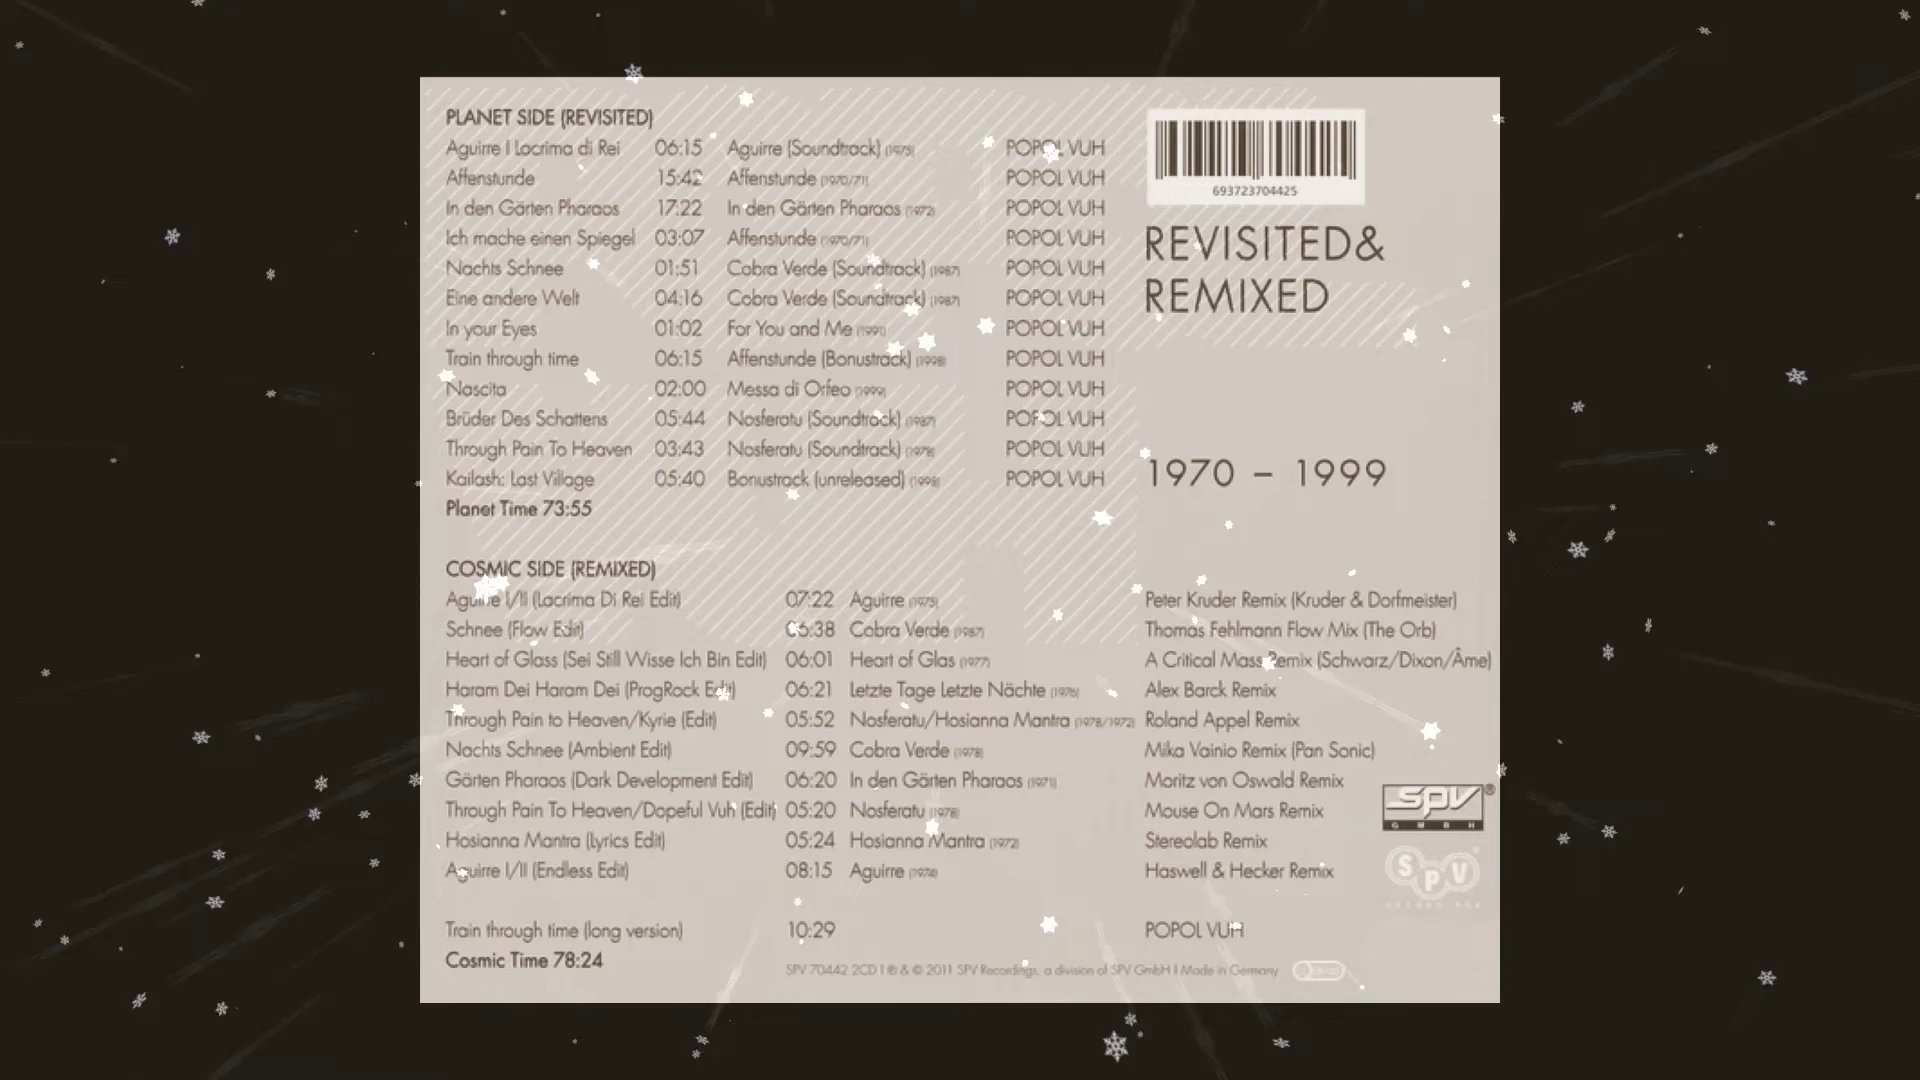 PLANET SIDE (REVISITED)
Aguirre I Lacrima di Rei 06:15 Aguirre (Soundtrack) (1975) POPOL VUH
Affenstunde 15:42 Affenstunde (1970/71) POPOL VUH
In den Gärten Pharaos 17:22 In den Gärten Pharaos (1972) POPOL VUH
Ich mache einen Spiegel 03:07 Affenstunde (1970/71) POPOL VUH
Nachts Schnee 01:51 Cobra Verde (Soundtrack) (1987) POPOL VUH
Eine andere Welt 04:16 Cobra Verde (Soundtrack) (1987) POPOL VUH
In your Eyes 01:02 For You and Me (1991) POPOL VUH
Train through time 06:15 Affenstunde (Bonustrack) (1998) POPOL VUH
Nascita 02:00 Messa di Orfeo (1999) POPOL VUH
Brüder Des Schattens 05:44 Nosferatu (Soundtrack) (1987) POPOL VUH
Through Pain To Heaven 03:43 Nosferatu (Soundtrack) (1978) POPOL VUH
Kailash: Last Village 05:40 Bonustrack (unreleased) (1998) POPOL VUH
Planet Time 73:55
693723704425
REVISITED&
REMIXED
1970 – 1999
COSMIC SIDE (REMIXED)
Aguirre I/II (Lacrima Di Rei Edit) 07:22 Aguirre (1975) Peter Kruder Remix (Kruder & Dorfmeister)
Schnee (Flow Edit) 06:38 Cobra Verde (1987) Thomas Fehlmann Flow Mix (The Orb)
Heart of Glass (Sei Still Wisse Ich Bin Edit) 06:01 Heart of Glas (1977) A Critical Mass Remix (Schwarz/Dixon/Âme)
Haram Dei Haram Dei (ProgRock Edit) 06:21 Letzte Tage Letzte Nächte (1976) Alex Barck Remix
Through Pain to Heaven/Kyrie (Edit) 05:52 Nosferatu/Hosianna Mantra (1978/1972) Roland Appel Remix
Nachts Schnee (Ambient Edit) 09:59 Cobra Verde (1978) Mika Vainio Remix (Pan Sonic)
Gärten Pharaos (Dark Development Edit) 06:20 In den Gärten Pharaos (1971) Moritz von Oswald Remix
Through Pain To Heaven/Dopeful Vuh (Edit) 05:20 Nosferatu (1978) Mouse On Mars Remix
Hosianna Mantra (Lyrics Edit) 05:24 Hosianna Mantra (1972) Stereolab Remix
Aguirre I/II (Endless Edit) 08:15 Aguirre (1974) Haswell & Hecker Remix
spv ®
GMBH
SPV
RECORDINGS
Train through time (long version) 10:29 POPOL VUH
Cosmic Time 78:24
SPV 70442 2CD I ℗ & © 2011 SPV Recordings, a division of SPV GmbH I Made in Germany